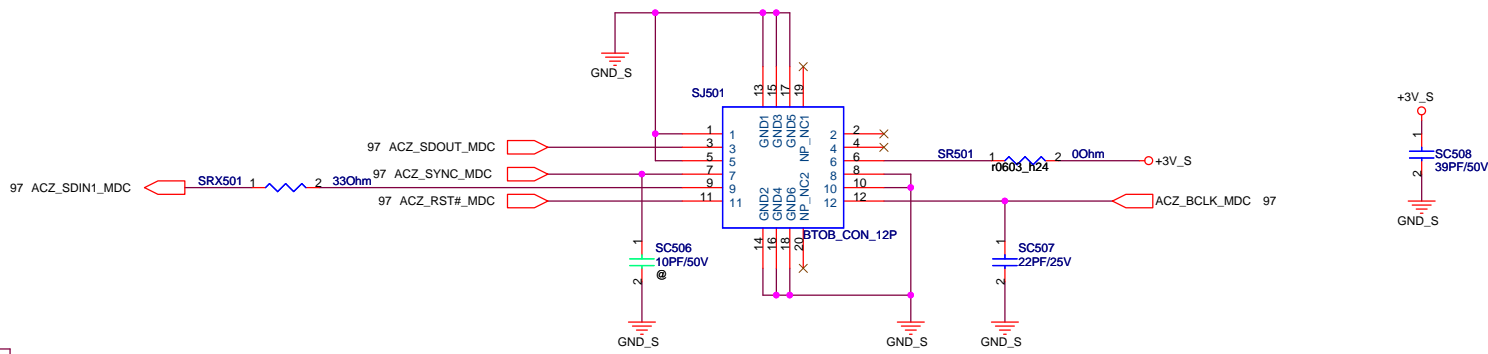 GND_S
SJ501
13
15
17
19
GND1
GND3
GND5
NP_NC1
1 1
3 3
5 5
7 7
9 9
11 11
2 2
4 4
6 6
8 8
10 10
12 12
GND2
GND4
GND6
NP_NC2
14
16
18
20
BTOB_CON_12P
97 ACZ_SDOUT_MDC
97 ACZ_SYNC_MDC
97 ACZ_SDIN1_MDC
SRX501 1 2 33Ohm
97 ACZ_RST#_MDC
SR501 1 2 0Ohm
r0603_h24
+3V_S
ACZ_BCLK_MDC 97
1
SC506
10PF/50V
@
2
GND_S
GND_S
1
SC507
22PF/25V
2
GND_S
+3V_S
1
SC508
39PF/50V
2
GND_S